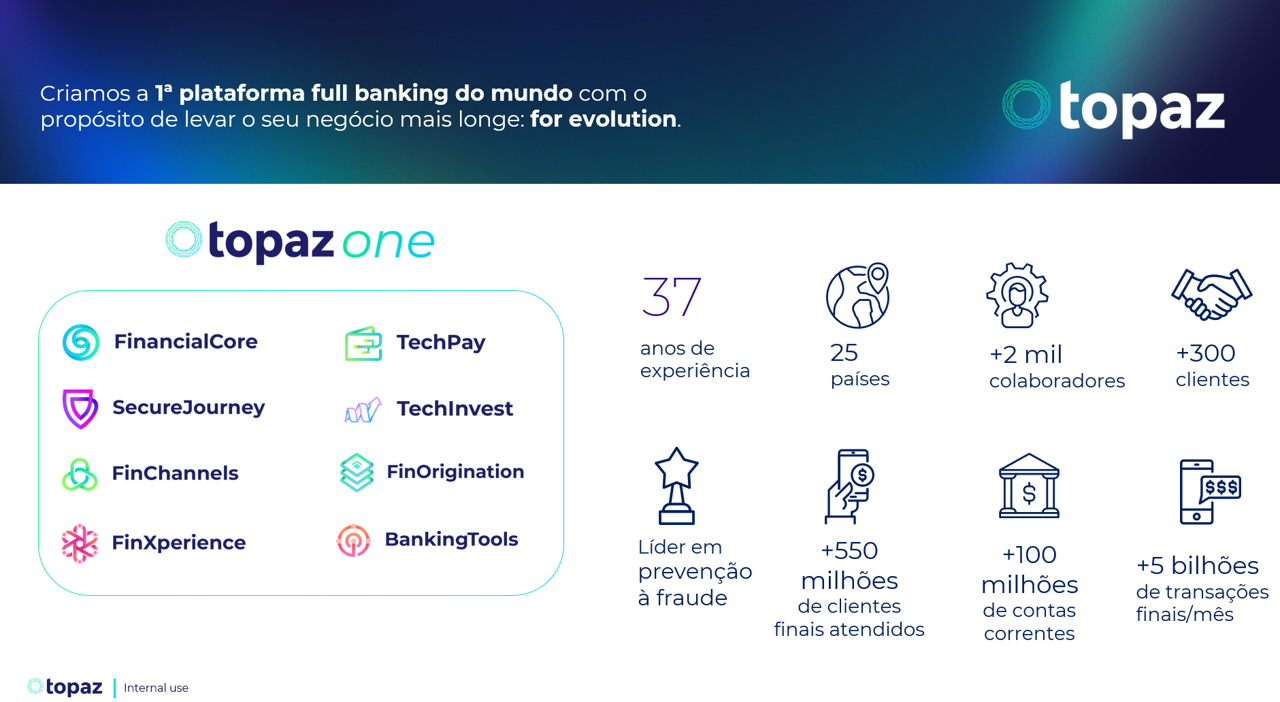 Criamos a 1ª plataforma full banking do mundo com o
propósito de levar o seu negócio mais longe: for evolution.
topaz
topaz one
FinancialCore
TechPay
SecureJourney
TechInvest
FinChannels
FinOrigination
FinXperience
BankingTools
37
anos de
experiência
25
países
+2 mil
colaboradores
+300
clientes
Líder em
prevenção
à fraude
$
+550
milhões
de clientes
finais atendidos
$
+100
milhões
de contas
correntes
$$$
+5 bilhões
de transações
finais/mês
topaz | Internal use